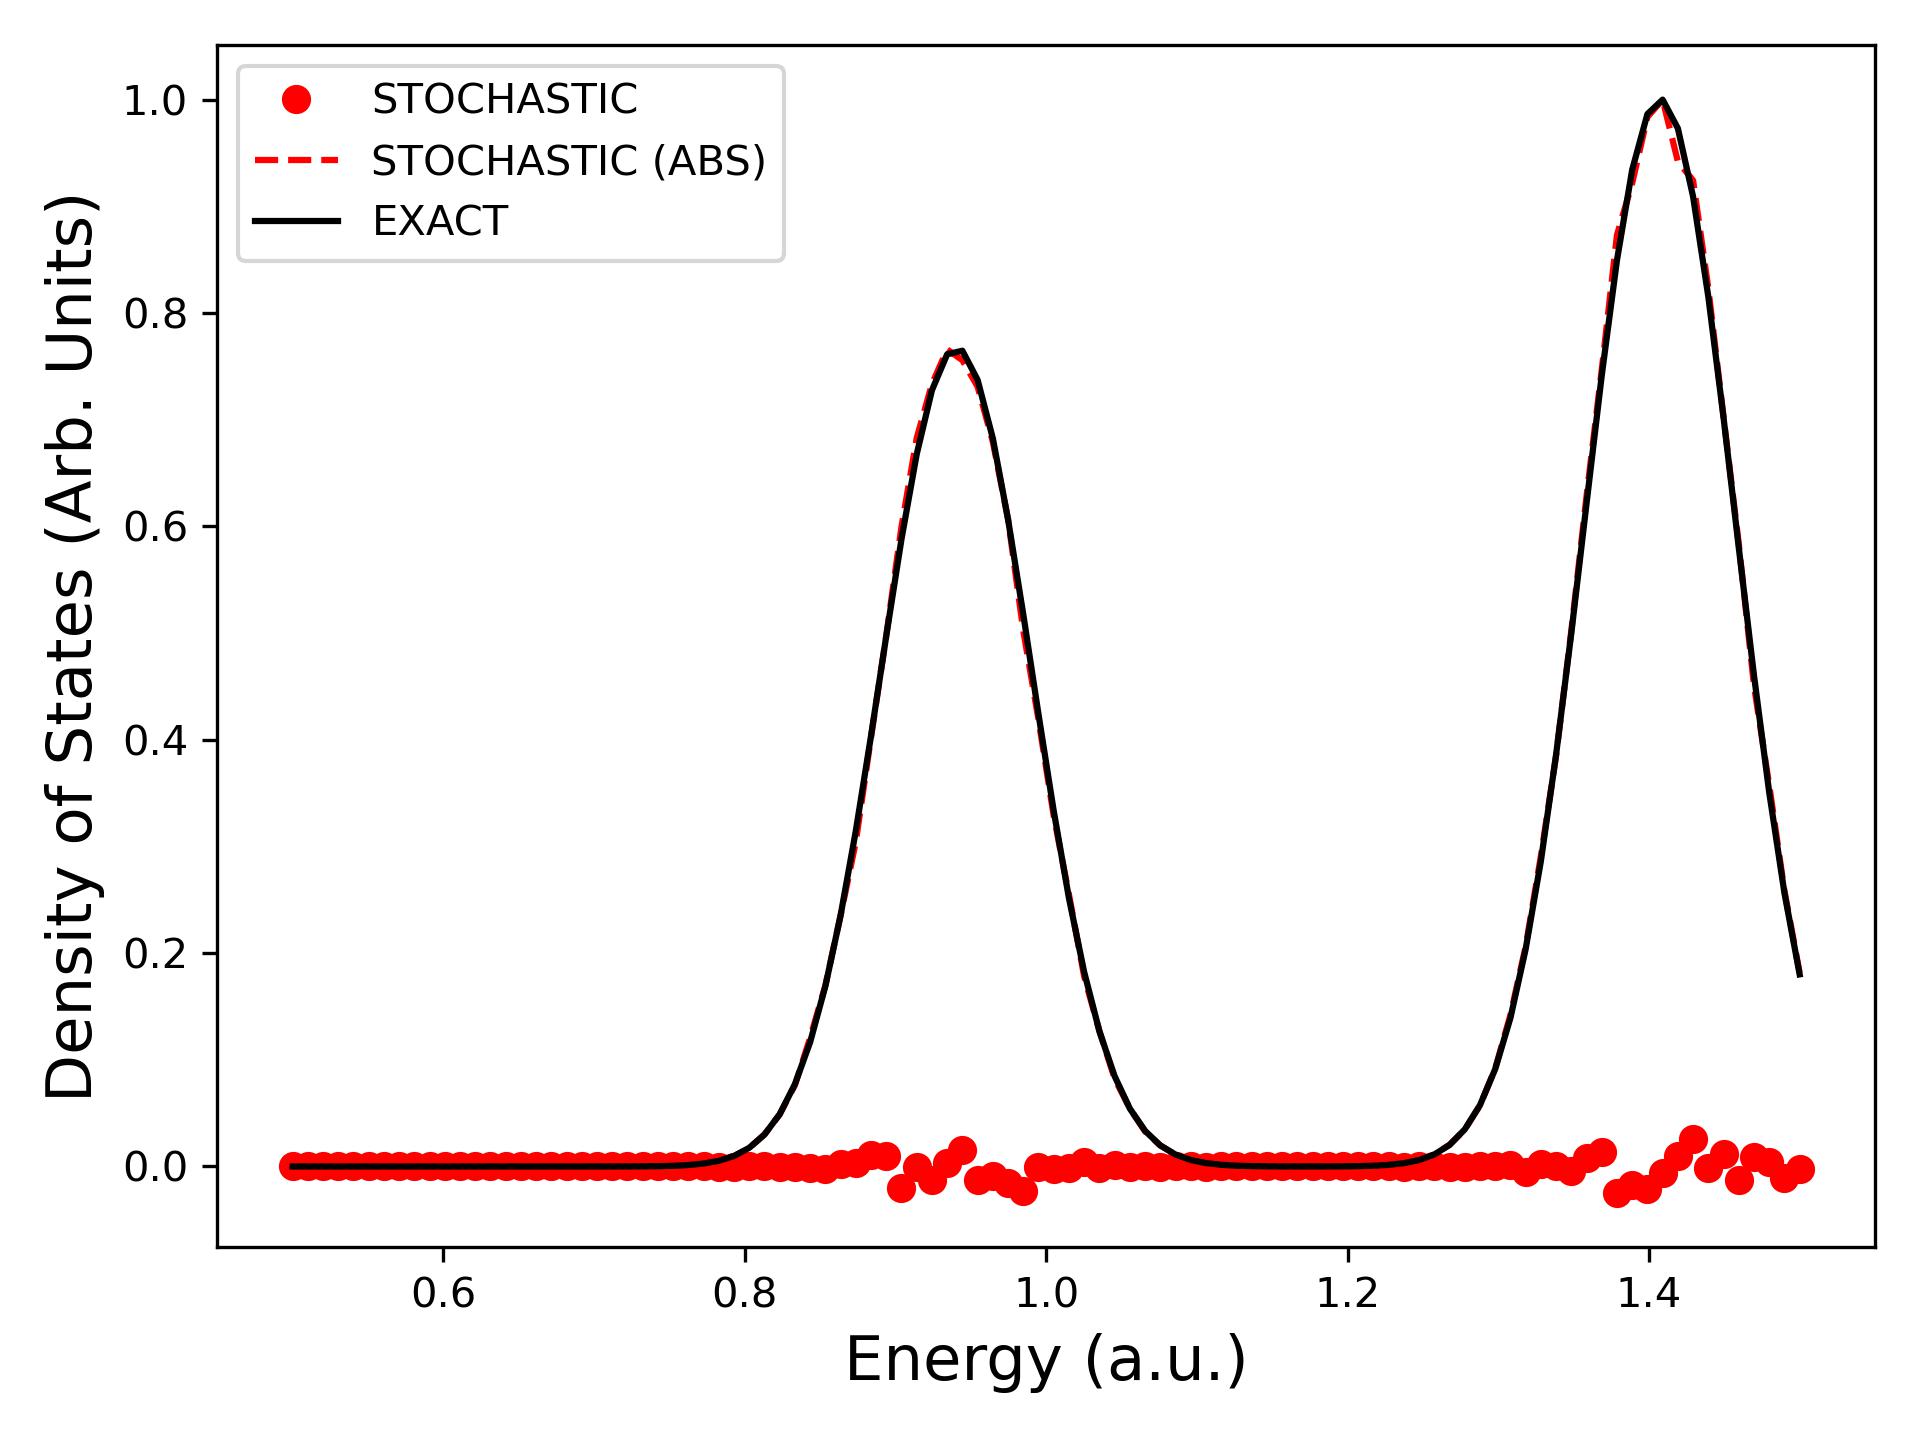 STOCHASTIC
STOCHASTIC (ABS)
EXACT
Density of States (Arb. Units)
1.0
0.8
0.6
0.4
0.2
0.0
0.6
0.8
1.0
1.2
1.4
Energy (a.u.)